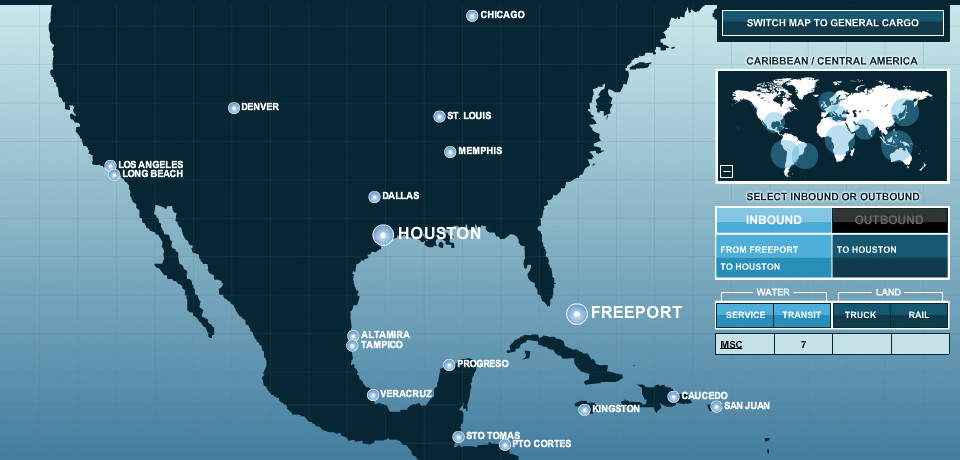 CHICAGO
DENVER
ST. LOUIS
MEMPHIS
LOS ANGELES
LONG BEACH
DALLAS
HOUSTON
FREEPORT
ALTAMIRA
TAMPICO
PROGRESO
VERACRUZ
CAUCEDO
KINGSTON
SAN JUAN
STO TOMAS
PTO CORTES
SWITCH MAP TO GENERAL CARGO
CARIBBEAN / CENTRAL AMERICA
SELECT INBOUND OR OUTBOUND
INBOUND OUTBOUND
FROM FREEPORT TO HOUSTON
TO HOUSTON
WATER LAND
SERVICE TRANSIT TRUCK RAIL
MSC 7